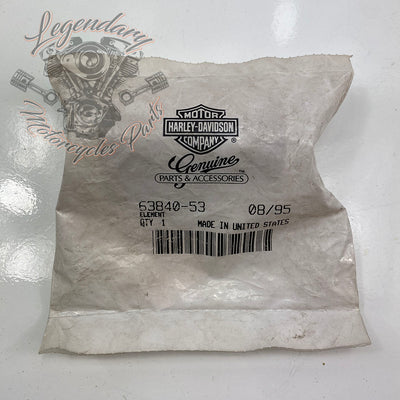 Legendary
Motorcycles Parts
MOTOR
HARLEY-DAVIDSON
COMPANY
®
Genuine
™
PARTS & ACCESSORIES
63840-53 08/95
ELEMENT
QTY 1 MADE IN UNITED STATES